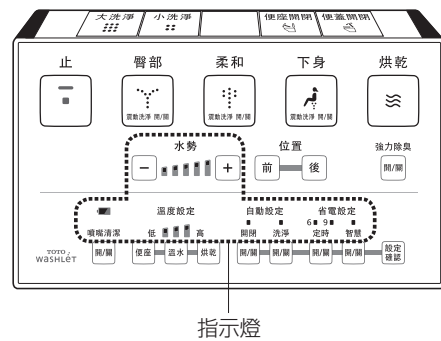 大洗淨 小洗淨 便座開閉 便蓋開閉
止 臀部 柔和 下身 烘乾
震動洗淨 開/關 震動洗淨 開/關 震動洗淨 開/關
水勢 位置 強力除臭
− + 前 後 開/關
溫度設定 自動設定 省電設定
6 9
噴嘴清潔 低 高 開閉 洗淨 定時 智慧
TOTO
WASHLET
開/關 便座 溫水 烘乾 開/關 開/關 開/關 開/關 設定
確認
指示燈